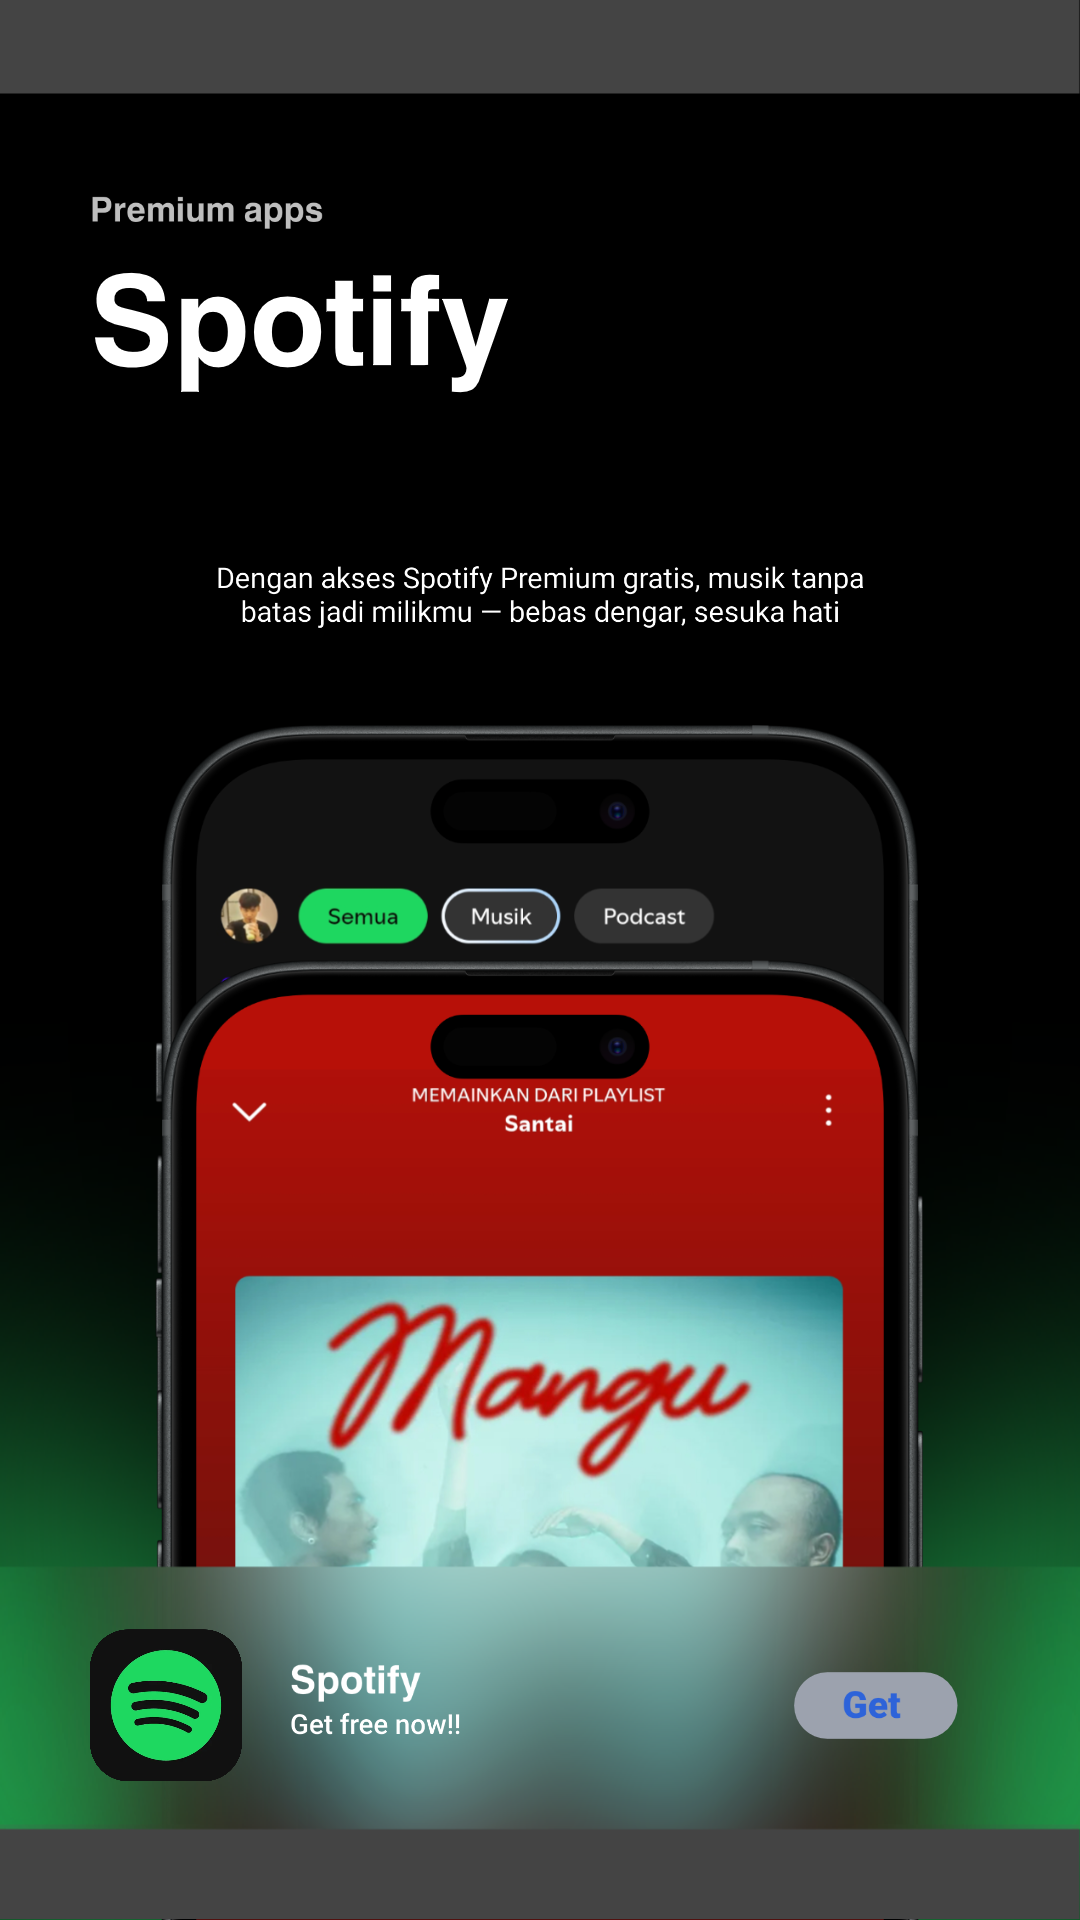 Premium apps
Spotify
Dengan akses Spotify Premium gratis, musik tanpa
batas jadi milikmu — bebas dengar, sesuka hati
Semua
Musik
Podcast
MEMAINKAN DARI PLAYLIST
Santai
Mangu
Spotify
Get free now!!
Get